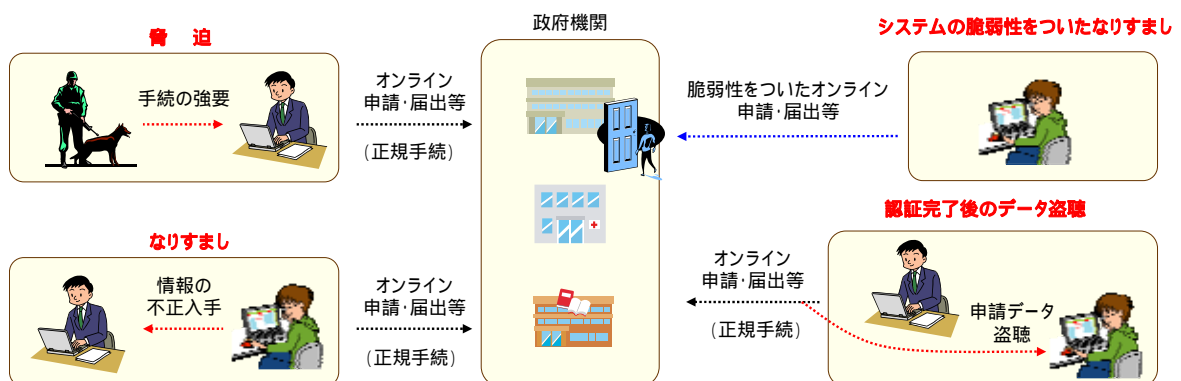 脅　迫
手続の強要
オンライン
申請・届出等
(正規手続)
なりすまし
情報の
不正入手
オンライン
申請・届出等
(正規手続)
政府機関
システムの脆弱性をついたなりすまし
脆弱性をついたオンライン
申請・届出等
認証完了後のデータ盗聴
オンライン
申請・届出等
(正規手続)
申請データ
盗聴